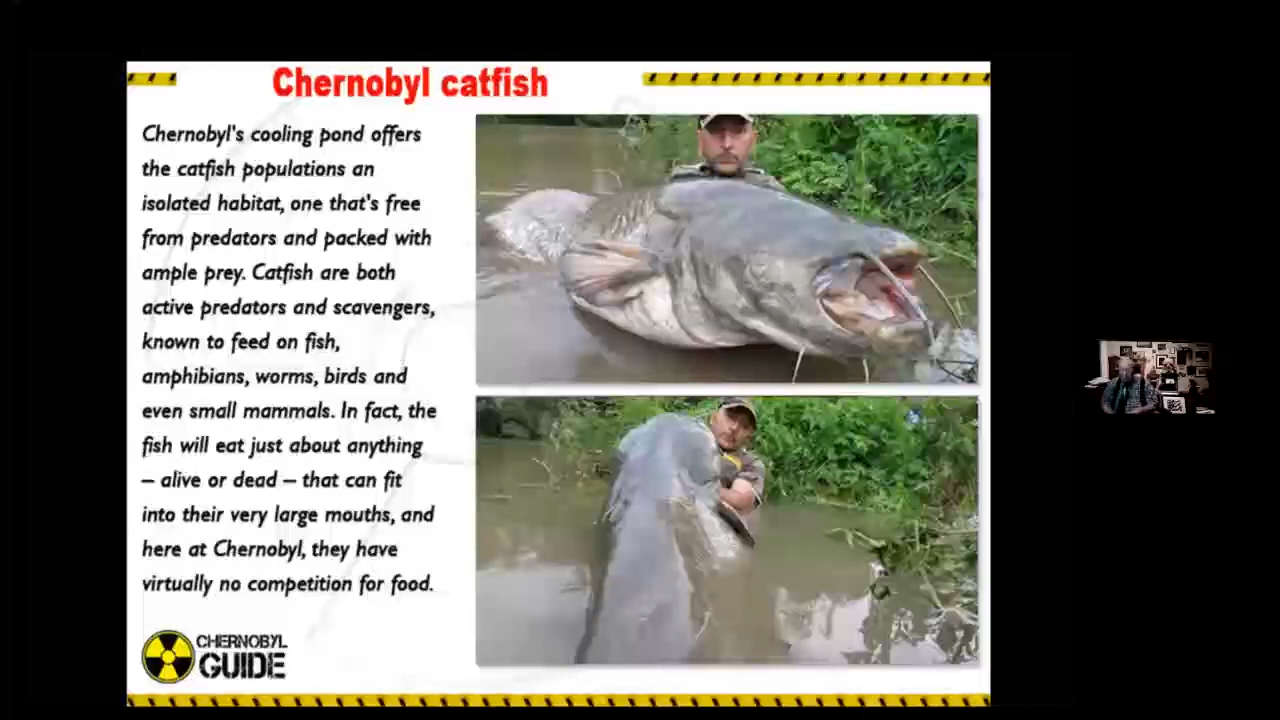 Chernobyl catfish
Chernobyl's cooling pond offers
the catfish populations an
isolated habitat, one that's free
from predators and packed with
ample prey. Catfish are both
active predators and scavengers,
known to feed on fish,
amphibians, worms, birds and
even small mammals. In fact, the
fish will eat just about anything
– alive or dead – that can fit
into their very large mouths, and
here at Chernobyl, they have
virtually no competition for food.
CHERNOBYL
GUIDE